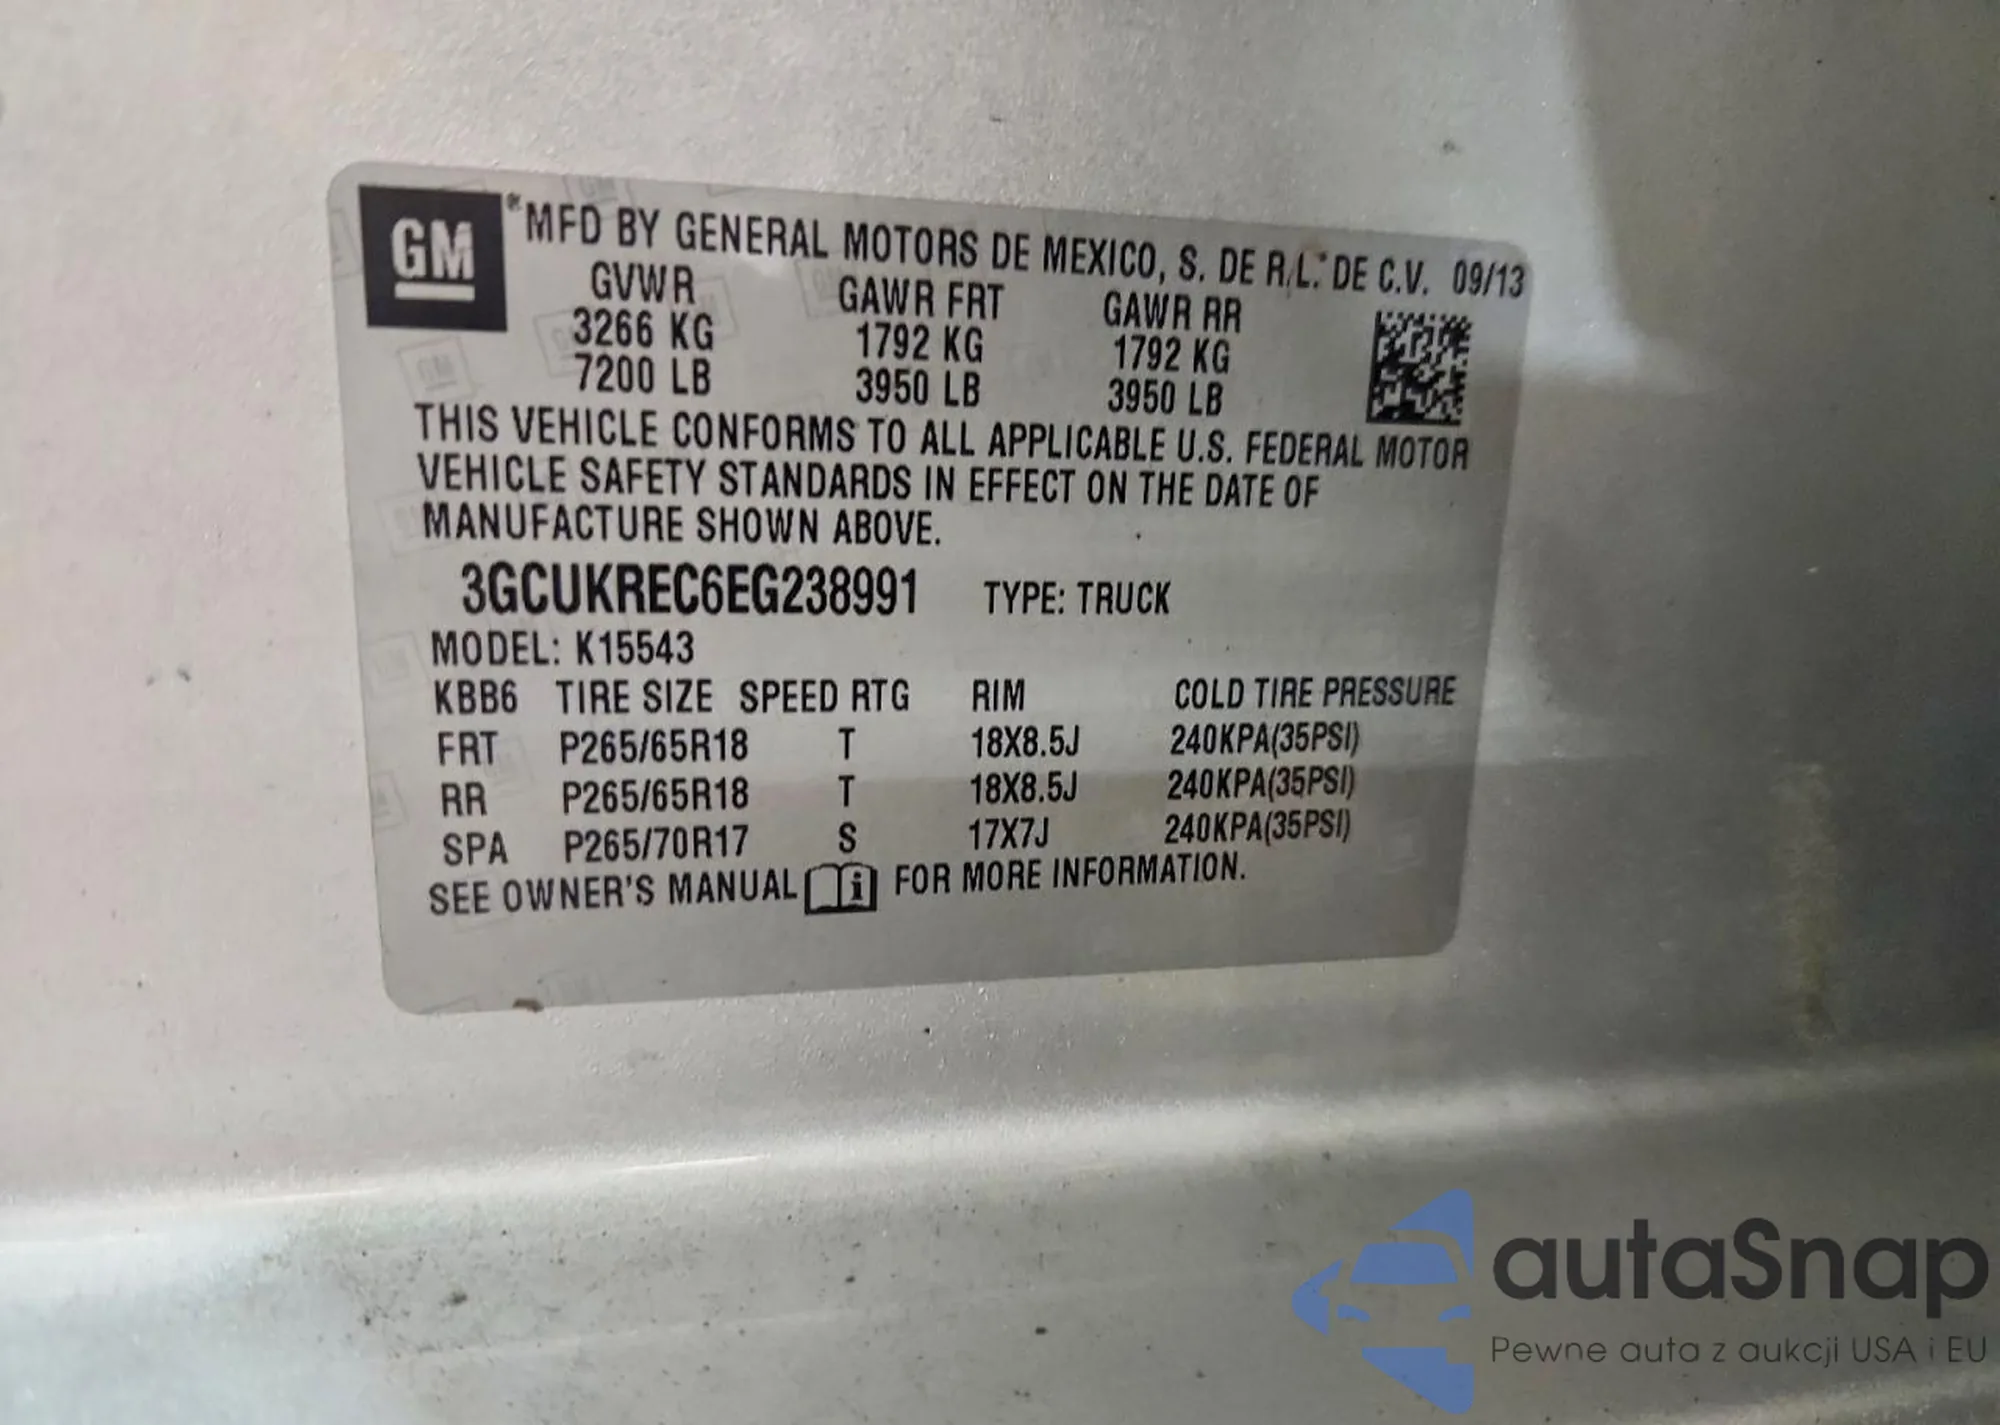 GM ® MFD BY GENERAL MOTORS DE MEXICO, S. DE R.L. DE C.V. 09/13
GVWR GAWR FRT GAWR RR
3266 KG 1792 KG 1792 KG
7200 LB 3950 LB 3950 LB
THIS VEHICLE CONFORMS TO ALL APPLICABLE U.S. FEDERAL MOTOR
VEHICLE SAFETY STANDARDS IN EFFECT ON THE DATE OF
MANUFACTURE SHOWN ABOVE.
3GCUKREC6EG238991 TYPE: TRUCK
MODEL: K15543
KBB6 TIRE SIZE SPEED RTG RIM COLD TIRE PRESSURE
FRT P265/65R18 T 18X8.5J 240KPA(35PSI)
RR P265/65R18 T 18X8.5J 240KPA(35PSI)
SPA P265/70R17 S 17X7J 240KPA(35PSI)
SEE OWNER'S MANUAL i FOR MORE INFORMATION.
autaSnap
Pewne auta z aukcji USA i EU